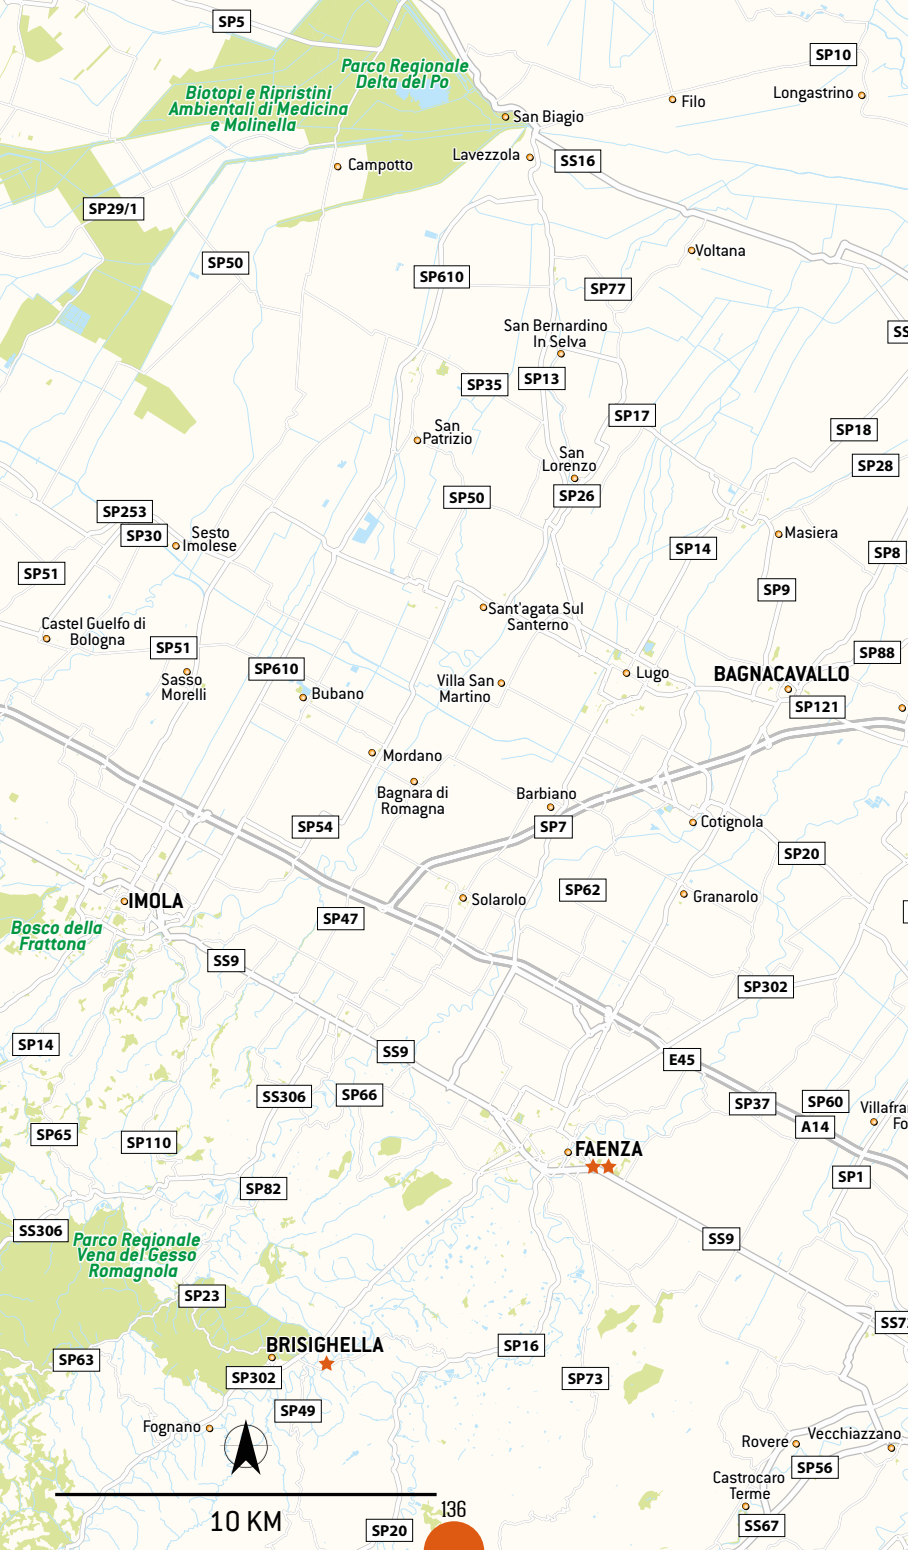 SP5
SP10
Parco Regionale
Delta del Po
Biotopi e Ripristini
Ambientali di Medicina
e Molinella
Longastrino
Filo
San Biagio
Lavezzola
SS16
Campotto
SP29/1
Voltana
SP50
SP610
SP77
San Bernardino
In Selva
SS
SP35
SP13
SP17
San
Patrizio
SP18
San
Lorenzo
SP28
SP50
SP26
SP253
SP30
Sesto
Imolese
Masiera
SP14
SP8
SP51
SP9
Sant'agata Sul
Santerno
Castel Guelfo di
Bologna
SP51
SP88
SP610
Lugo
BAGNACAVALLO
Sasso
Morelli
Bubano
Villa San
Martino
SP121
Mordano
Bagnara di
Romagna
Barbiano
SP54
SP7
Cotignola
SP20
SP62
Granarolo
IMOLA
Solarolo
SP47
Bosco della
Frattona
SS9
SP302
SP14
SS9
E45
SS306
SP66
SP37
SP60
Villafra
Fo
A14
SP65
SP110
FAENZA
SP1
SP82
SS306
SS9
Parco Regionale
Vena del Gesso
Romagnola
SP23
SS7
BRISIGHELLA
SP16
SP63
SP302
SP73
SP49
Fognano
Rovere
Vecchiazzano
SP56
Castrocaro
Terme
10 KM
136
SP20
SS67